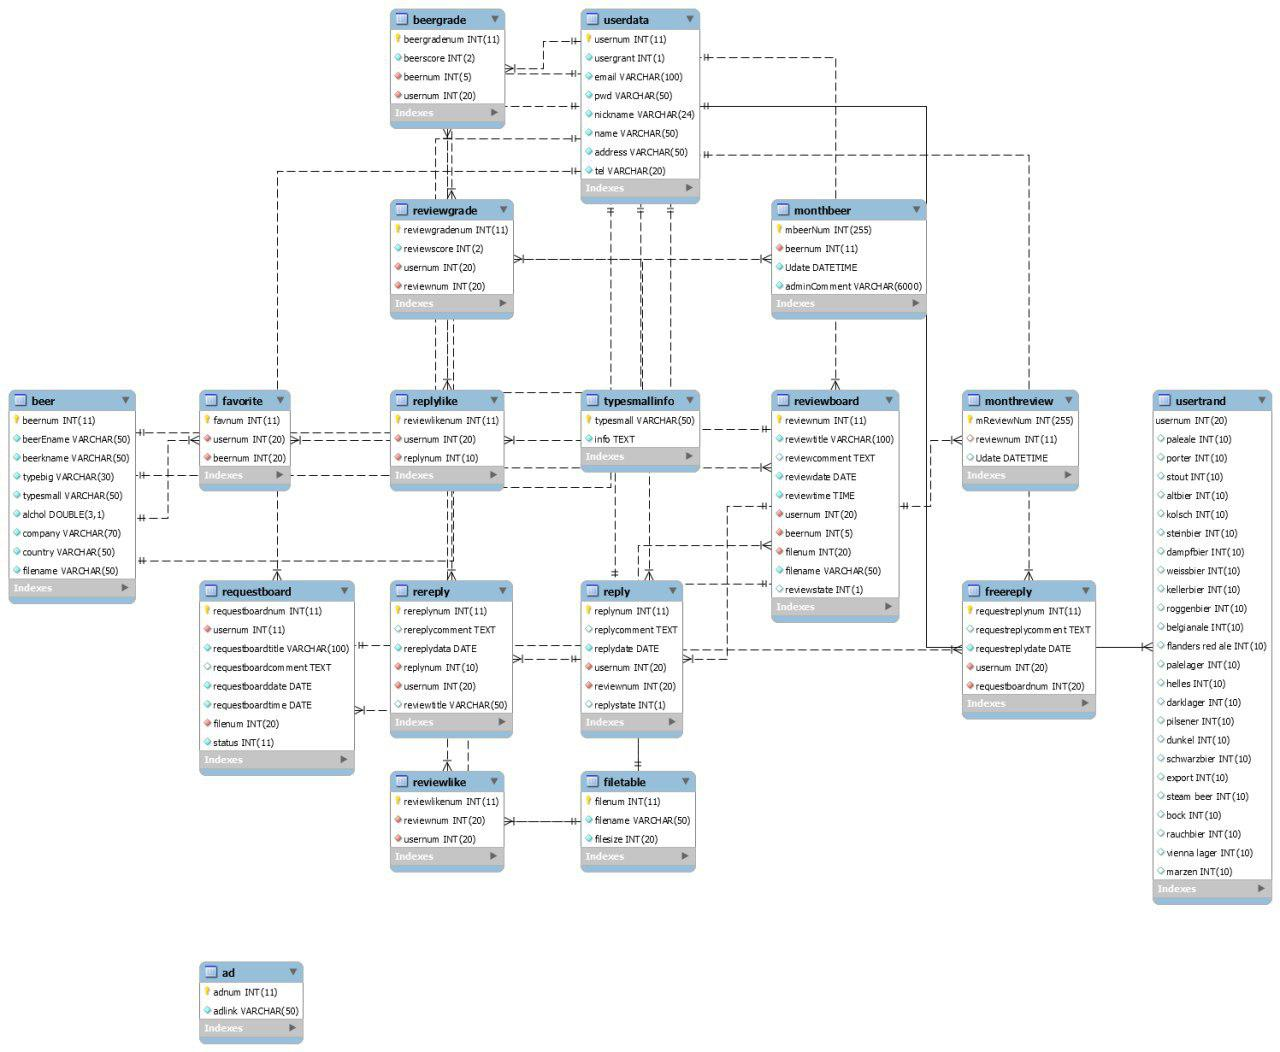 beergrade
beergradenum INT(11)
beerscore INT(2)
beernum INT(5)
usernum INT(20)
Indexes
userdata
usernum INT(11)
usergrant INT(1)
email VARCHAR(100)
pwd VARCHAR(50)
nickname VARCHAR(24)
name VARCHAR(50)
address VARCHAR(50)
tel VARCHAR(20)
Indexes
reviewgrade
reviewgradenum INT(11)
reviewscore INT(2)
usernum INT(20)
reviewnum INT(20)
Indexes
monthbeer
mbeerNum INT(255)
beernum INT(11)
Udate DATETIME
adminComment VARCHAR(6000)
Indexes
beer
beernum INT(11)
beerEname VARCHAR(50)
beerkname VARCHAR(50)
typebig VARCHAR(30)
typesmall VARCHAR(50)
alchol DOUBLE(3,1)
company VARCHAR(70)
country VARCHAR(50)
filename VARCHAR(50)
Indexes
favorite
favnum INT(11)
usernum INT(20)
beernum INT(20)
Indexes
replylike
reviewlikenum INT(11)
usernum INT(20)
replynum INT(10)
Indexes
typesmallinfo
typesmall VARCHAR(50)
info TEXT
Indexes
reviewboard
reviewnum INT(11)
reviewtitle VARCHAR(100)
reviewcomment TEXT
reviewdate DATE
reviewtime TIME
usernum INT(20)
beernum INT(5)
filenum INT(20)
filename VARCHAR(50)
reviewstate INT(1)
Indexes
monthreview
mReviewNum INT(255)
reviewnum INT(11)
Udate DATETIME
Indexes
usertrand
usernum INT(20)
paleale INT(10)
porter INT(10)
stout INT(10)
altbier INT(10)
kolsch INT(10)
steinbier INT(10)
dampfbier INT(10)
weissbier INT(10)
kellerbier INT(10)
roggenbier INT(10)
belgianale INT(10)
flanders red ale INT(10)
palelager INT(10)
helles INT(10)
darklager INT(10)
pilsener INT(10)
dunkel INT(10)
schwarzbier INT(10)
export INT(10)
steam beer INT(10)
bock INT(10)
rauchbier INT(10)
vienna lager INT(10)
marzen INT(10)
Indexes
requestboard
requestboardnum INT(11)
usernum INT(11)
requestboardtitle VARCHAR(100)
requestboardcomment TEXT
requestboarddate DATE
requestboardtime DATE
filenum INT(20)
status INT(11)
Indexes
rereply
rereplynum INT(11)
rereplycomment TEXT
rereplydata DATE
replynum INT(10)
usernum INT(20)
reviewtitle VARCHAR(50)
Indexes
reply
replynum INT(11)
replycomment TEXT
replydate DATE
usernum INT(20)
reviewnum INT(20)
replystate INT(1)
Indexes
freereply
requestreplynum INT(11)
requestreplycomment TEXT
requestreplydate DATE
usernum INT(20)
requestboardnum INT(20)
Indexes
reviewlike
reviewlikenum INT(11)
reviewnum INT(20)
usernum INT(20)
Indexes
filetable
filenum INT(11)
filename VARCHAR(50)
filesize INT(20)
Indexes
ad
adnum INT(11)
adlink VARCHAR(50)
Indexes